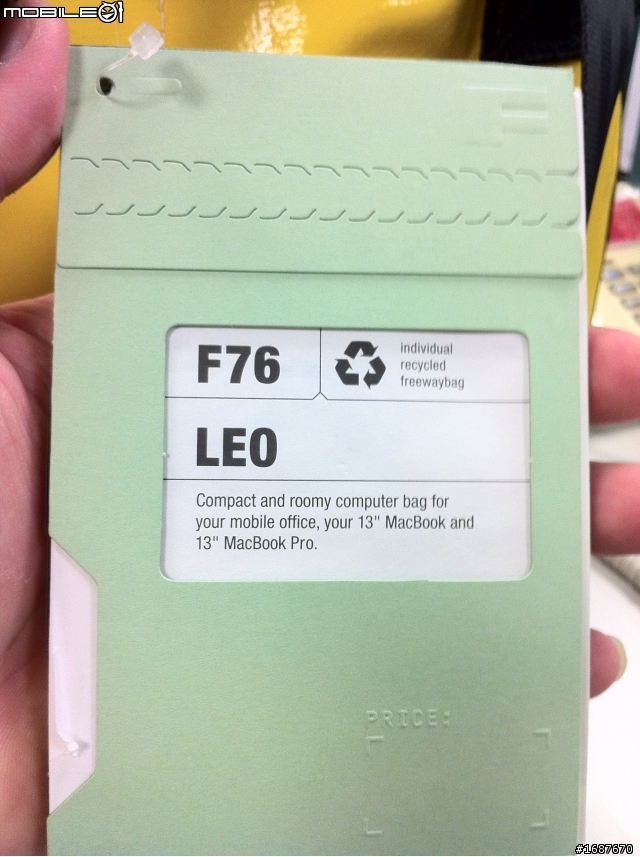 MOBILE01
F76
individual
recycled
freewaybag
LEO
Compact and roomy computer bag for
your mobile office, your 13" MacBook and
13" MacBook Pro.
PRICE:
#1687670